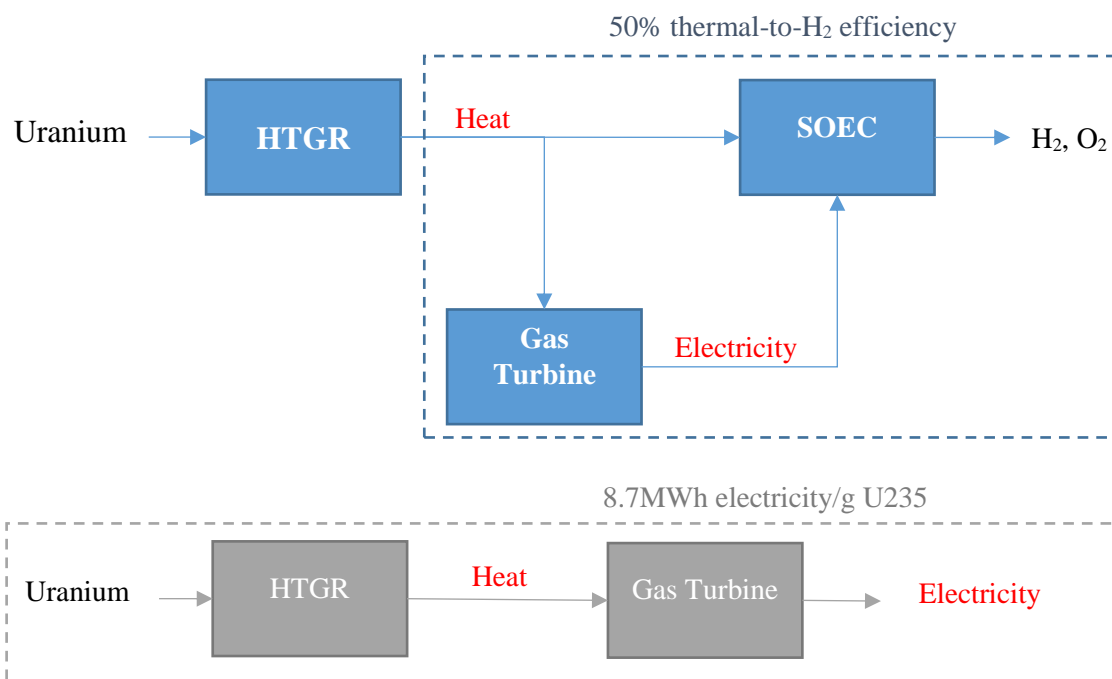 50% thermal-to-H₂ efficiency
Uranium
HTGR
Heat
SOEC
H₂, O₂
Gas
Turbine
Electricity
8.7MWh electricity/g U235
Uranium
HTGR
Heat
Gas Turbine
Electricity